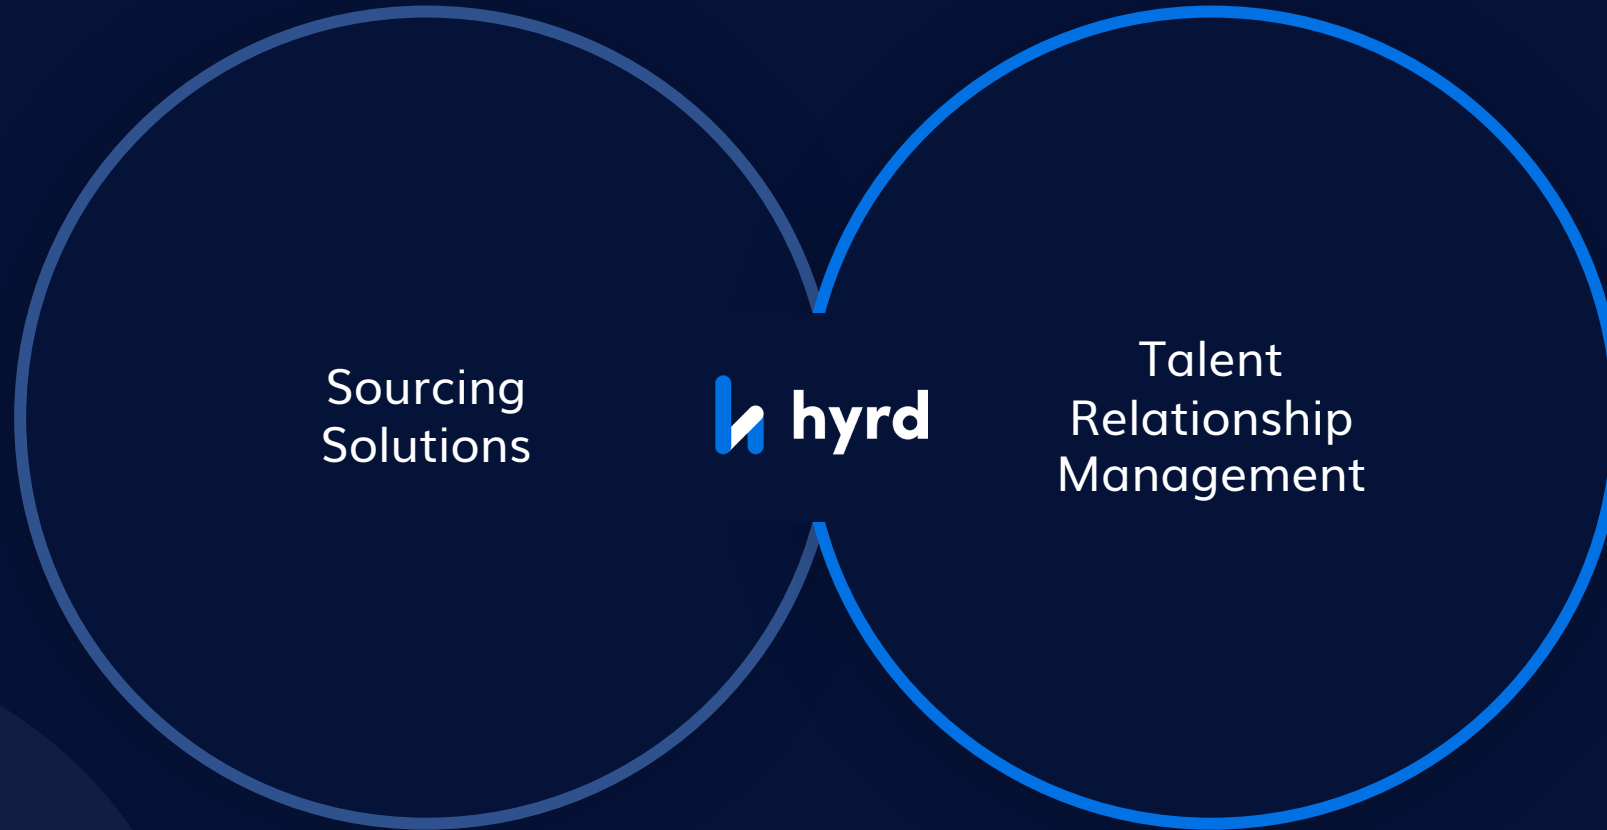 Sourcing
Solutions
hyrd
Talent
Relationship
Management